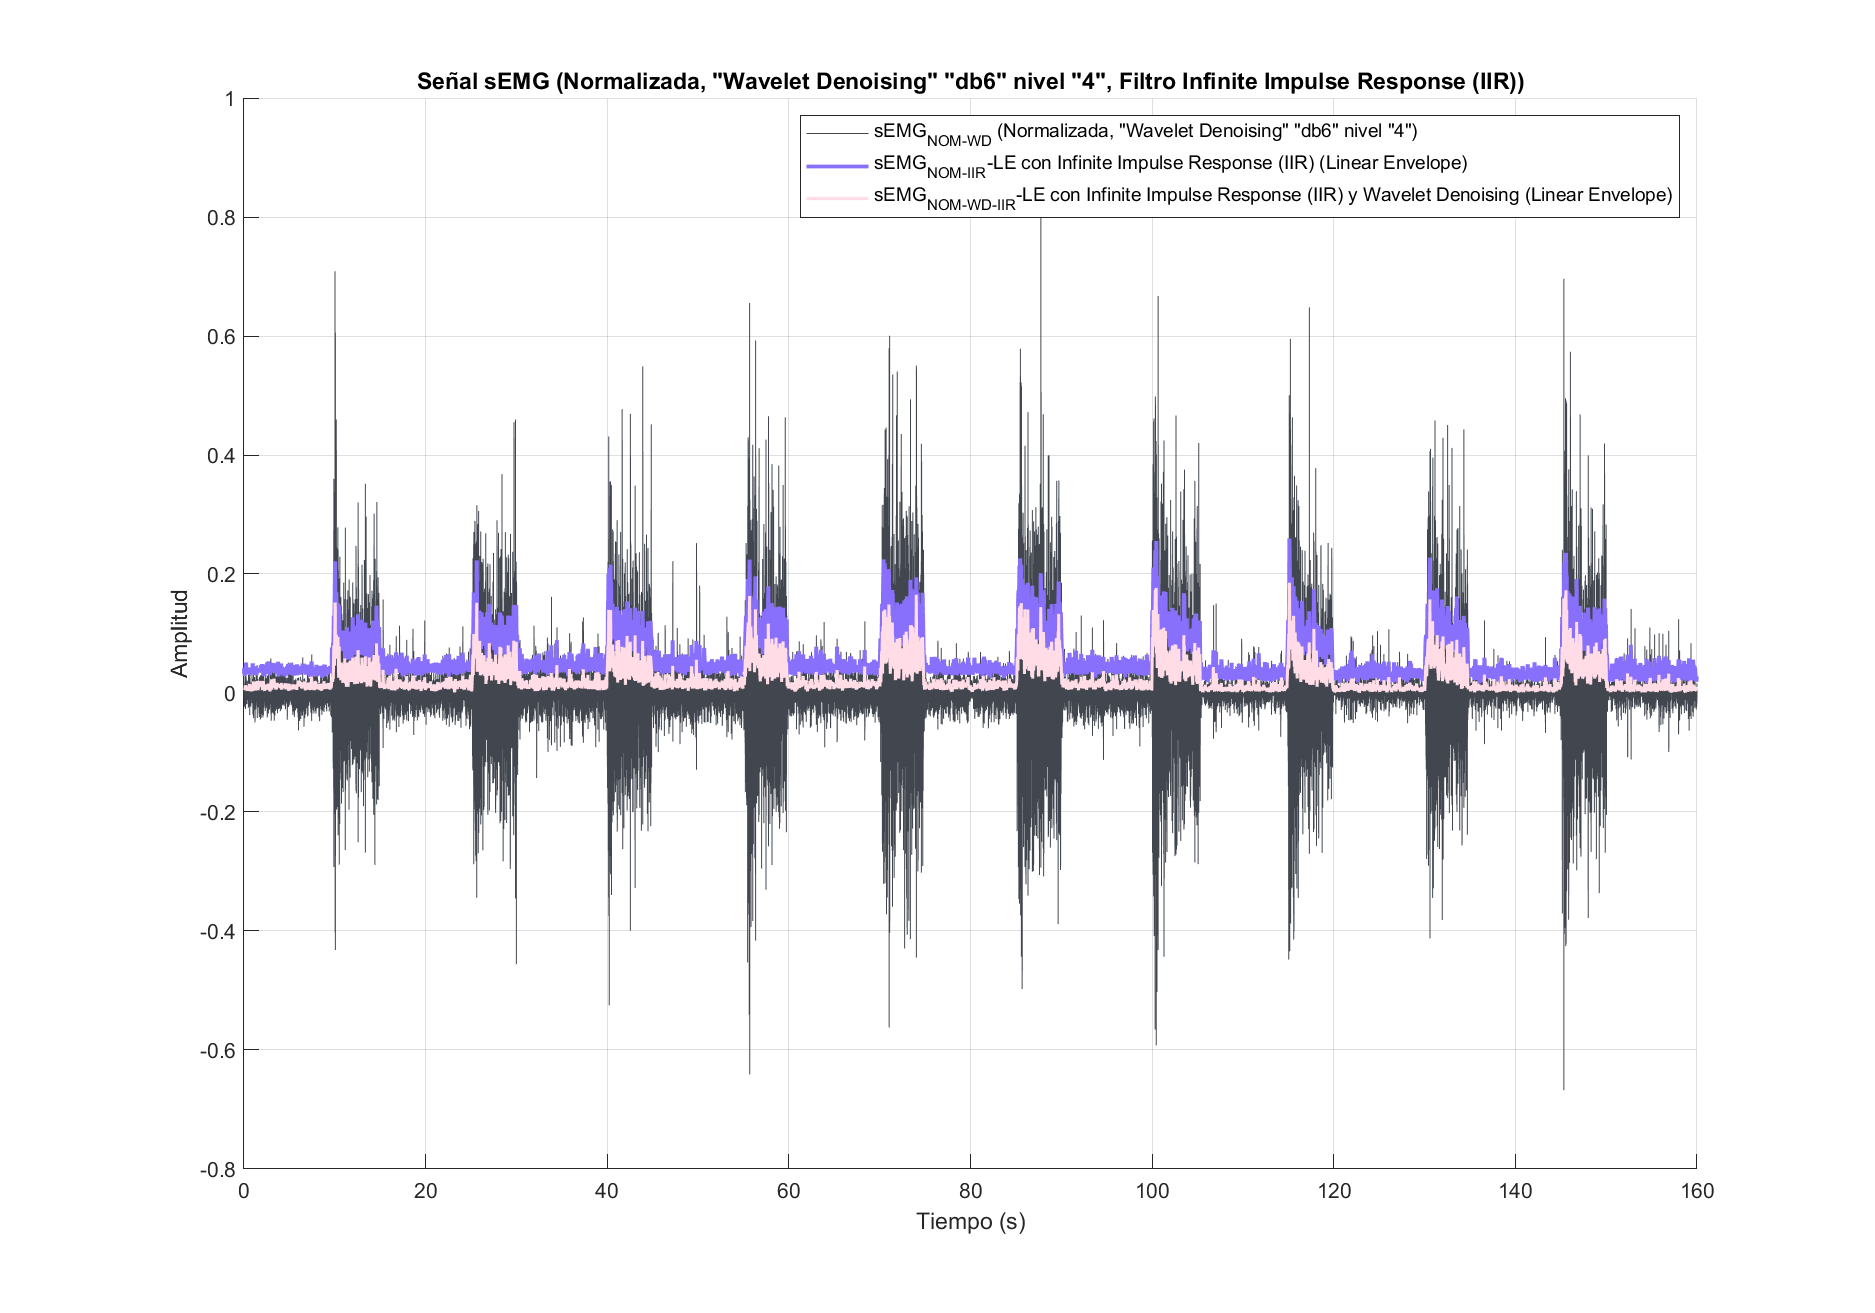 Señal sEMG (Normalizada, "Wavelet Denoising" "db6" nivel "4", Filtro Infinite Impulse Response (IIR))
sEMG_NOM-WD (Normalizada, "Wavelet Denoising" "db6" nivel "4")
sEMG_NOM-IIR-LE con Infinite Impulse Response (IIR) (Linear Envelope)
sEMG_NOM-WD-IIR-LE con Infinite Impulse Response (IIR) y Wavelet Denoising (Linear Envelope)
Amplitud
1
0.8
0.6
0.4
0.2
0
-0.2
-0.4
-0.6
-0.8
0 20 40 60 80 100 120 140 160
Tiempo (s)